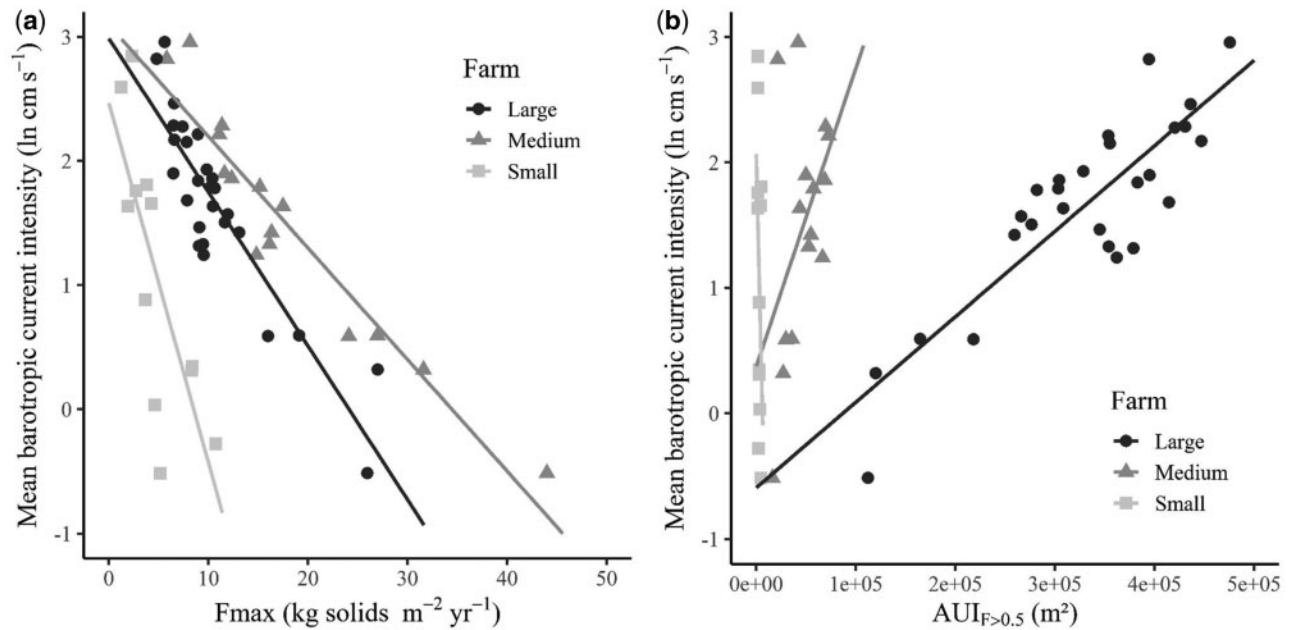 (a)
Mean barotropic current intensity (ln cm s⁻¹)
3
2
1
0
-1
0 10 20 30 40 50
Fmax (kg solids m⁻² yr⁻¹)
Farm
Large
Medium
Small
(b)
Mean barotropic current intensity (ln cm s⁻¹)
3
2
1
0
-1
0e+00 1e+05 2e+05 3e+05 4e+05 5e+05
AUI_F>0.5 (m²)
Farm
Large
Medium
Small